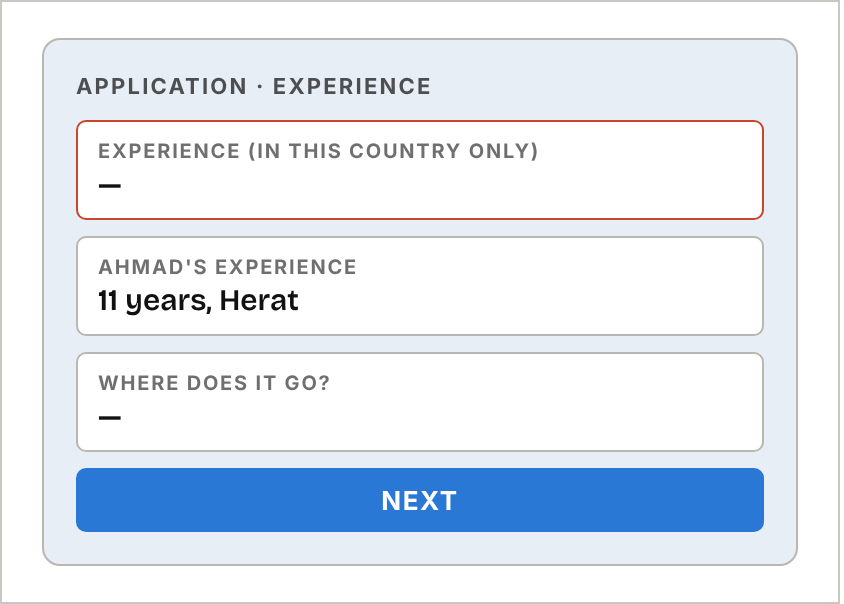 APPLICATION · EXPERIENCE
EXPERIENCE (IN THIS COUNTRY ONLY)
—
AHMAD'S EXPERIENCE
11 years, Herat
WHERE DOES IT GO?
—
NEXT